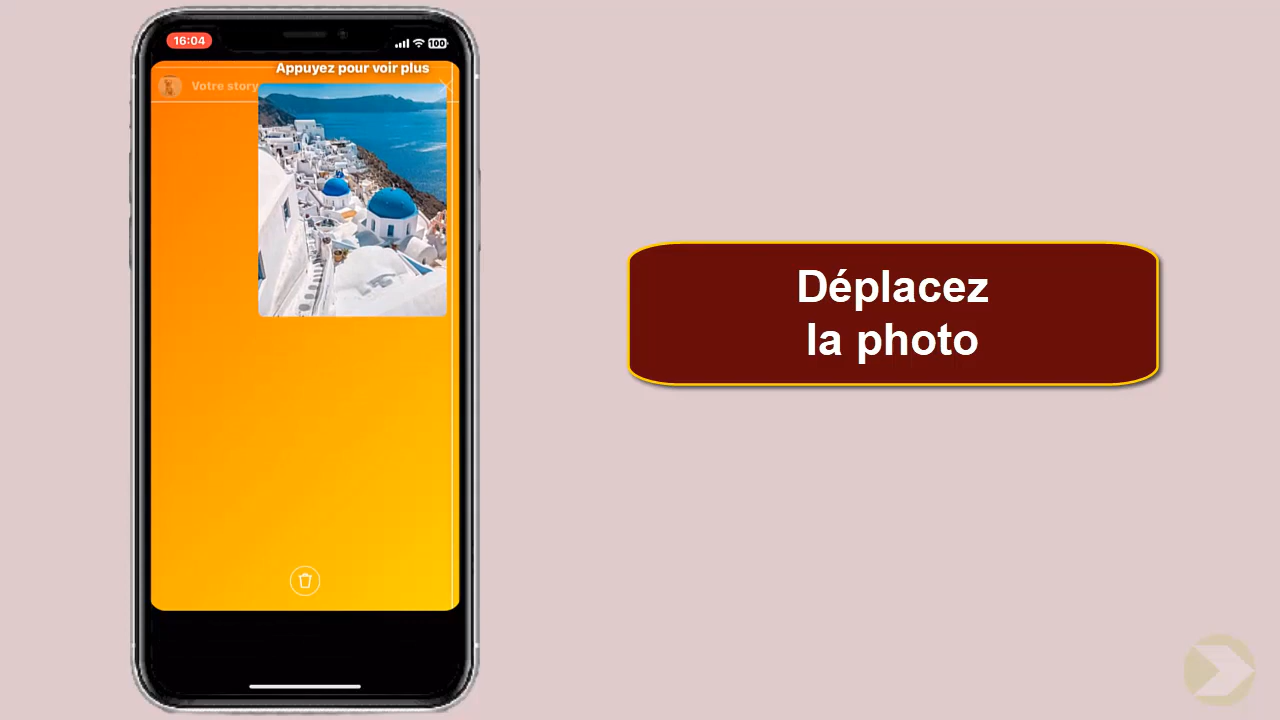 16:04
100
Appuyez pour voir plus
Votre story
Déplacez
la photo